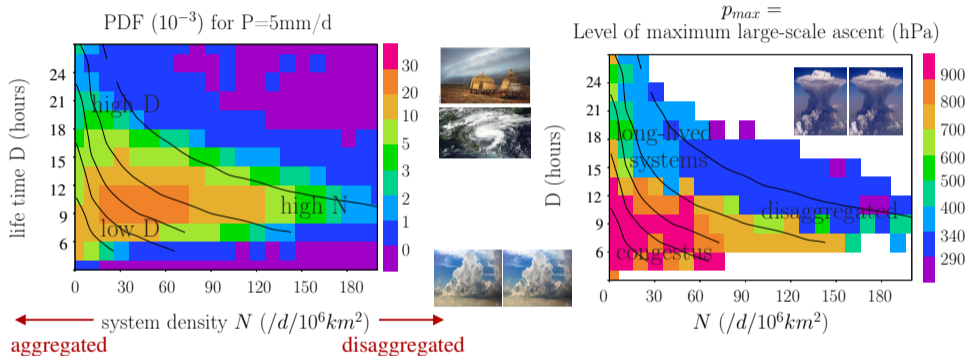 PDF (10⁻³) for P=5mm/d
life time D (hours)
24
21
18
15
12
9
6
high D
low D
high N
0
30
60
90
120
150
180
30
20
10
5
3
2
1
0
system density N (/d/10⁶km²)
aggregated
disaggregated
p_max =
Level of maximum large-scale ascent (hPa)
D (hours)
24
21
18
15
12
9
6
long-lived
systems
disaggregated
congestus
0
30
60
90
120
150
180
900
800
700
600
500
400
340
290
N (/d/10⁶km²)